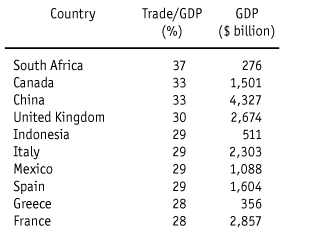 Country Trade/GDP GDP
(%) ($ billion)
South Africa 37 276
Canada 33 1,501
China 33 4,327
United Kingdom 30 2,674
Indonesia 29 511
Italy 29 2,303
Mexico 29 1,088
Spain 29 1,604
Greece 28 356
France 28 2,857